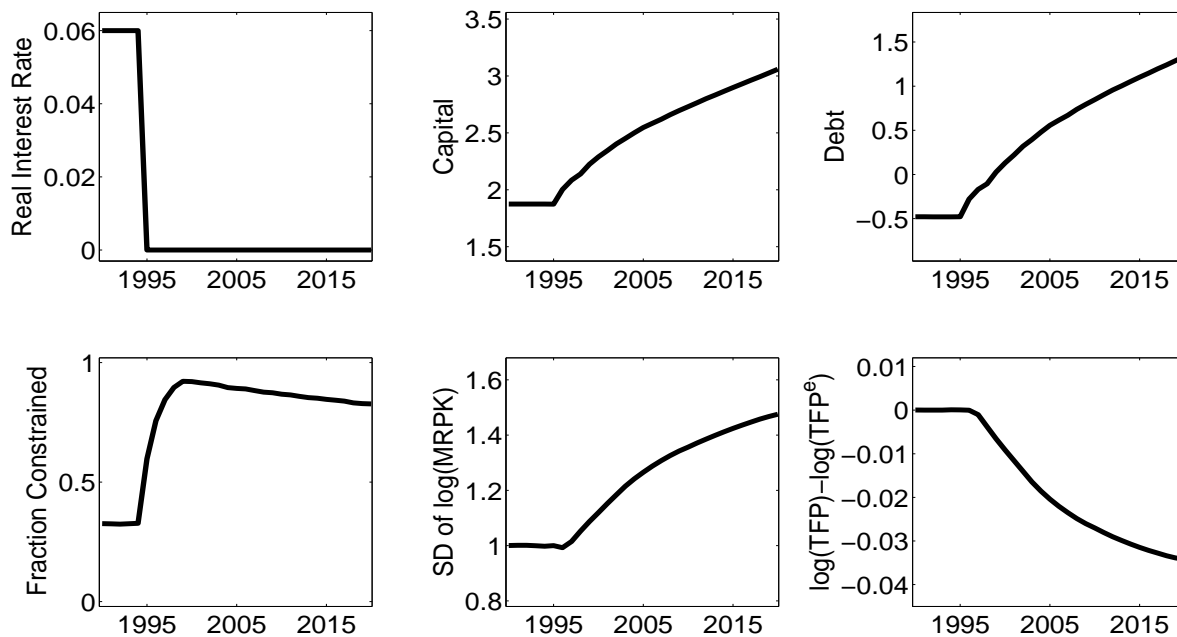 Real Interest Rate
0.06
0.04
0.02
0
1995 2005 2015
Capital
3.5
3
2.5
2
1.5
1995 2005 2015
Debt
1.5
1
0.5
0
−0.5
1995 2005 2015
Fraction Constrained
1
0.5
0
1995 2005 2015
SD of log(MRPK)
1.6
1.4
1.2
1
0.8
1995 2005 2015
log(TFP)−log(TFPᵉ)
0.01
0
−0.01
−0.02
−0.03
−0.04
1995 2005 2015